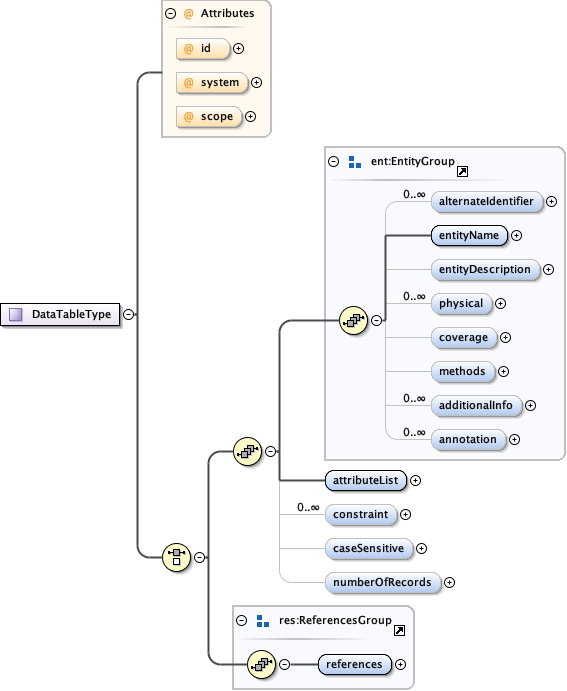 @ Attributes
@ id
@ system
@ scope
ent:EntityGroup
0..∞
alternateIdentifier
entityName
entityDescription
0..∞
physical
DataTableType
coverage
methods
0..∞
additionalInfo
0..∞
annotation
attributeList
0..∞
constraint
caseSensitive
numberOfRecords
res:ReferencesGroup
references